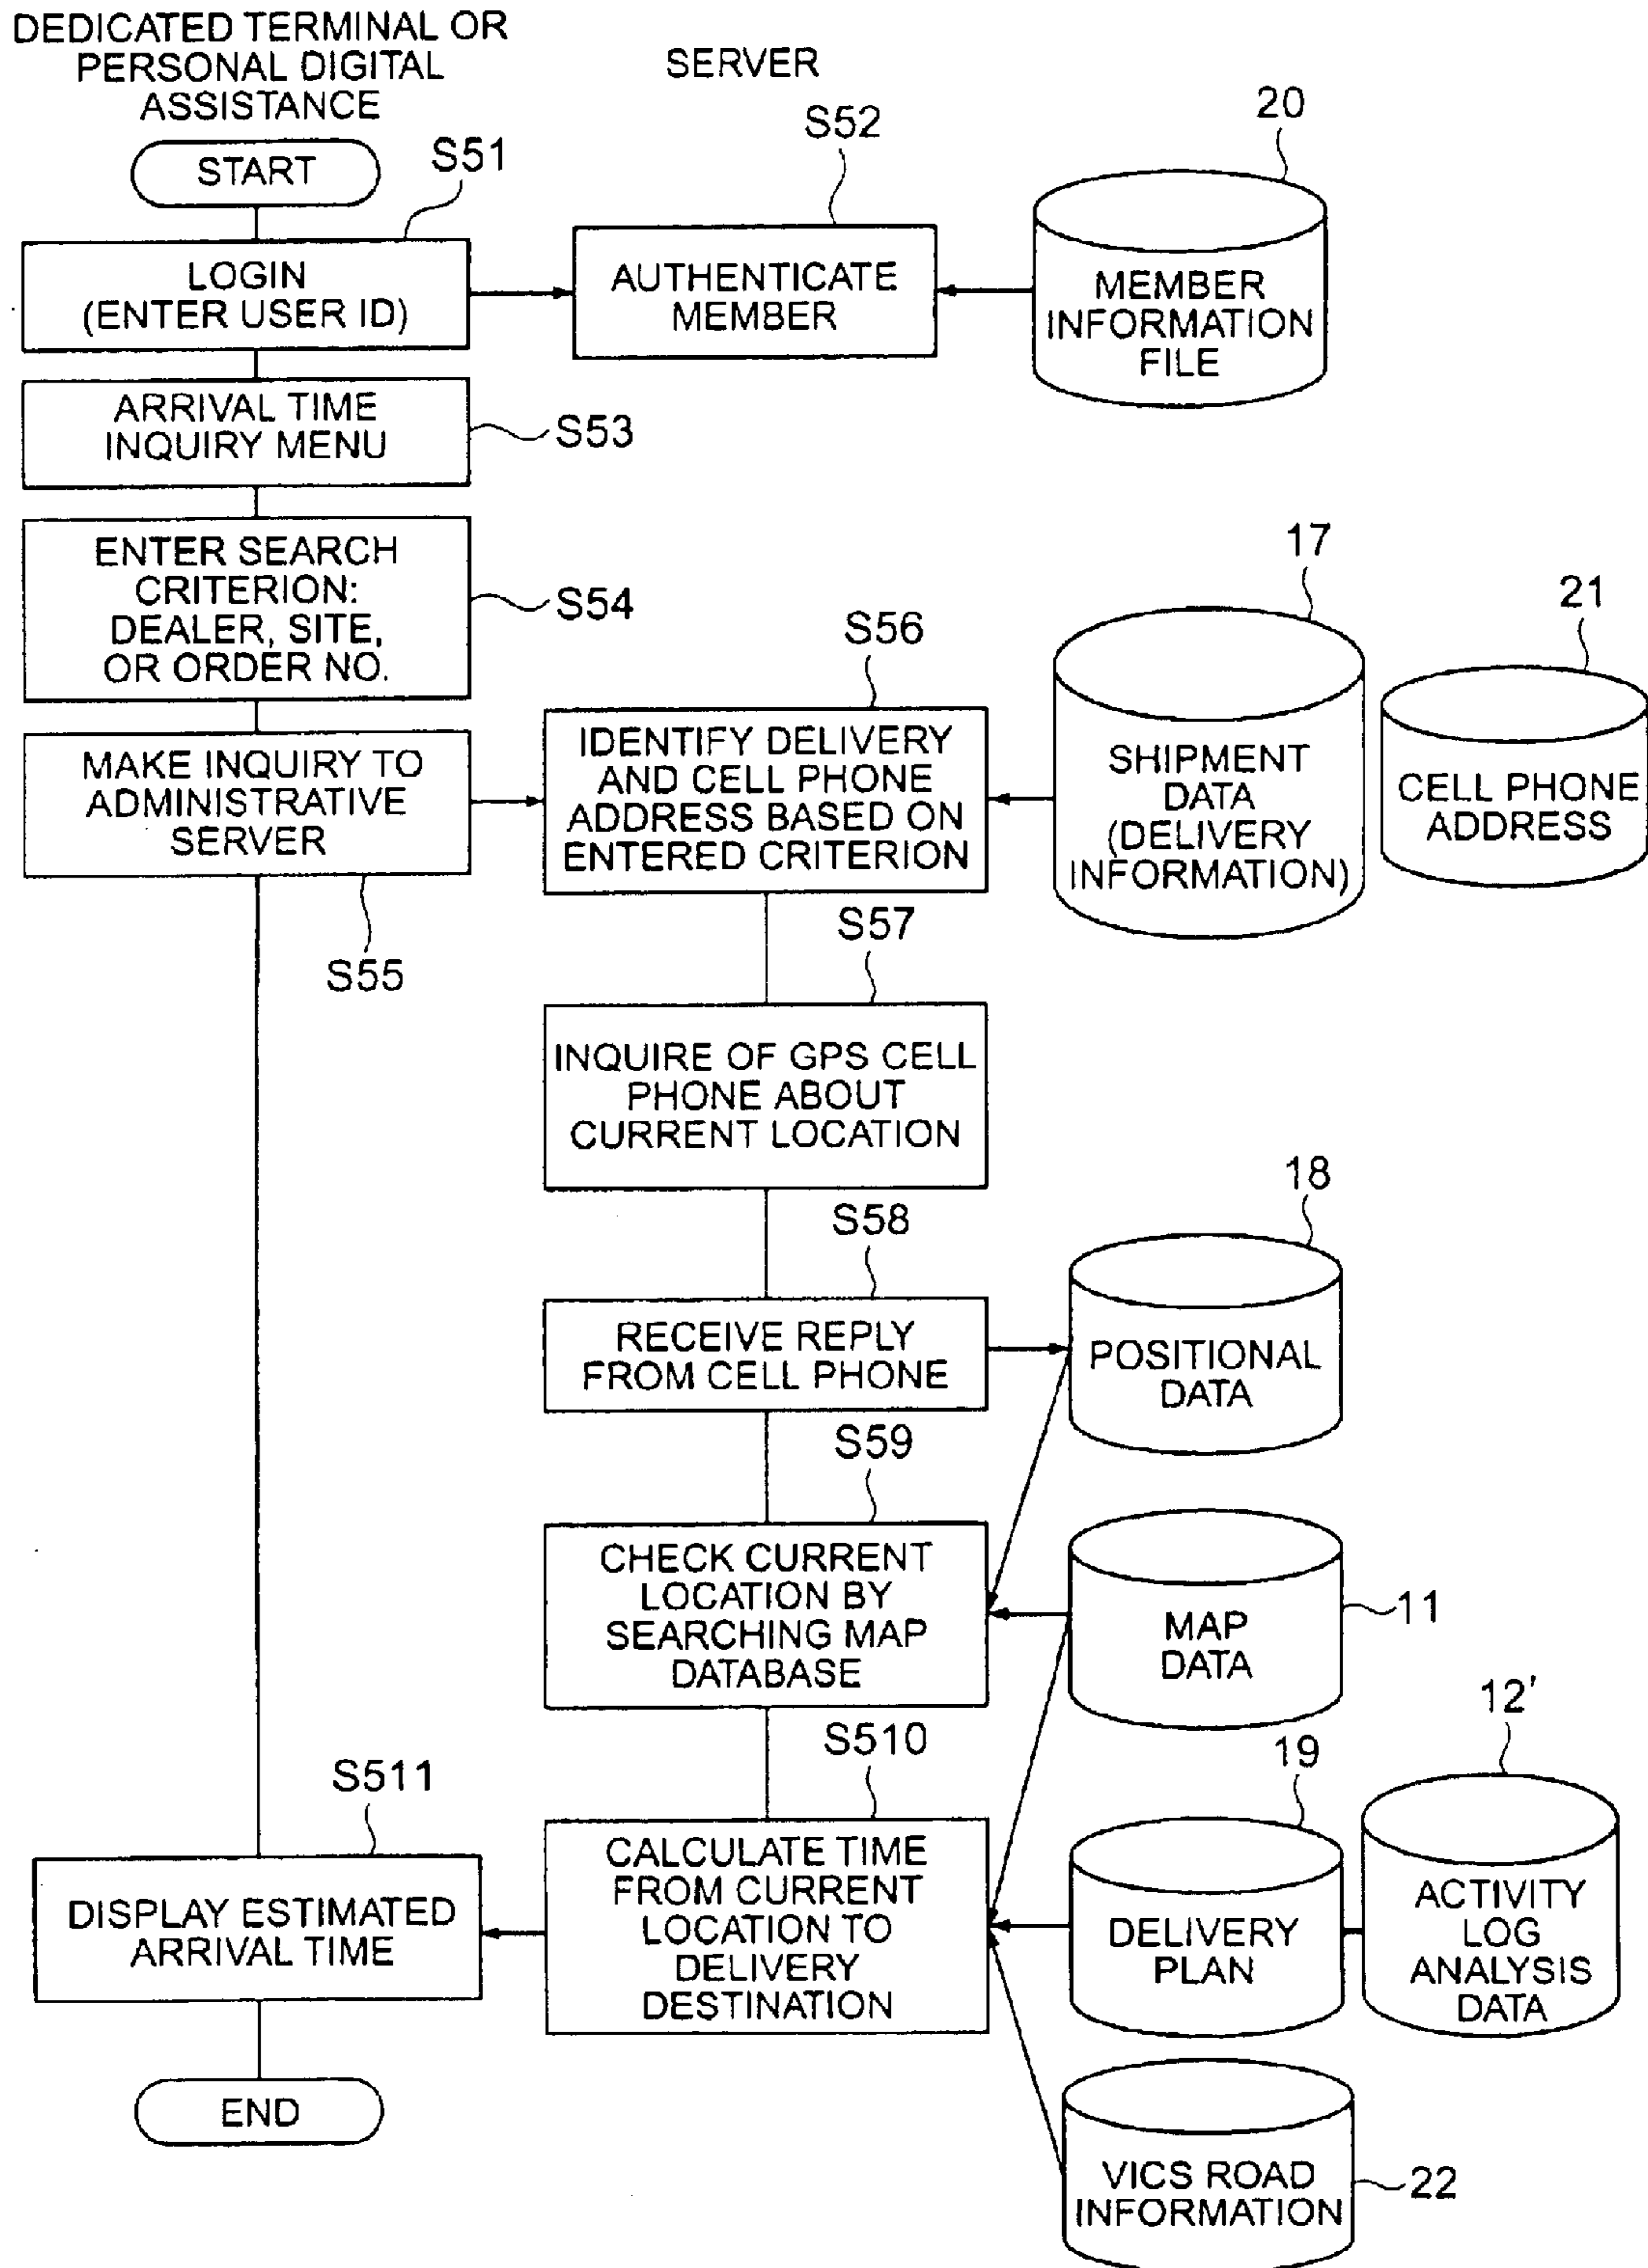 DEDICATED TERMINAL OR
PERSONAL DIGITAL
ASSISTANCE
SERVER
START
S51
S52
20
LOGIN
(ENTER USER ID)
AUTHENTICATE
MEMBER
MEMBER
INFORMATION
FILE
ARRIVAL TIME
INQUIRY MENU
S53
ENTER SEARCH
CRITERION:
DEALER, SITE,
OR ORDER NO.
S54
17
21
S56
MAKE INQUIRY TO
ADMINISTRATIVE
SERVER
S55
IDENTIFY DELIVERY
AND CELL PHONE
ADDRESS BASED ON
ENTERED CRITERION
SHIPMENT
DATA
(DELIVERY
INFORMATION)
CELL PHONE
ADDRESS
S57
INQUIRE OF GPS CELL
PHONE ABOUT
CURRENT LOCATION
S58
18
RECEIVE REPLY
FROM CELL PHONE
POSITIONAL
DATA
S59
CHECK CURRENT
LOCATION BY
SEARCHING MAP
DATABASE
MAP
DATA
11
S510
19
12'
S511
CALCULATE TIME
FROM CURRENT
LOCATION TO
DELIVERY
DESTINATION
DISPLAY ESTIMATED
ARRIVAL TIME
DELIVERY
PLAN
ACTIVITY
LOG
ANALYSIS
DATA
END
VICS ROAD
INFORMATION
22